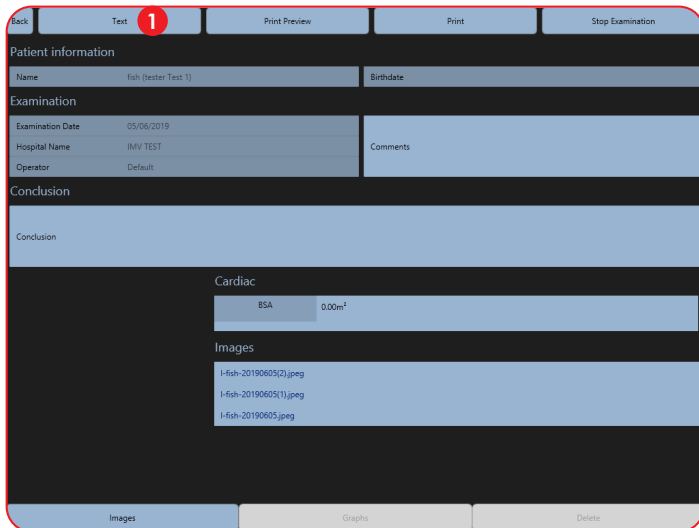 Back Text 1 Print Preview Print Stop Examination
Patient information
Name fish (tester Test 1) Birthdate
Examination
Examination Date 05/06/2019
Hospital Name IMV TEST Comments
Operator Default
Conclusion
Conclusion
Cardiac
BSA 0.00m²
Images
I-fish-20190605(2).jpeg
I-fish-20190605(1).jpeg
I-fish-20190605.jpeg
Images Graphs Delete